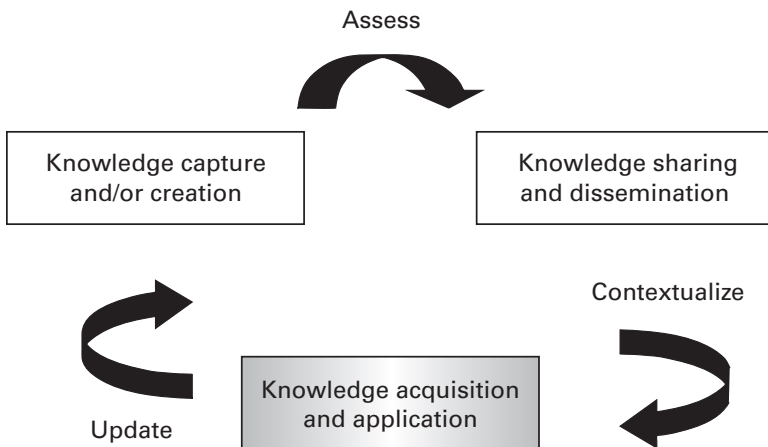 Assess
Knowledge capture
and/or creation
Knowledge sharing
and dissemination
Contextualize
Knowledge acquisition
and application
Update